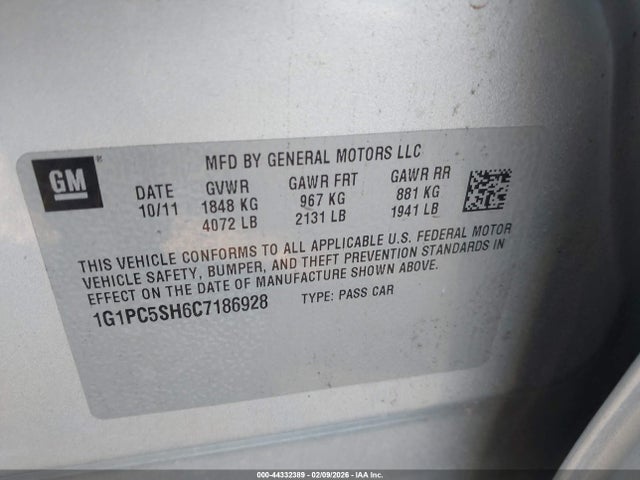 GM
MFD BY GENERAL MOTORS LLC
DATE GVWR GAWR FRT GAWR RR
10/11 1848 KG 967 KG 881 KG
4072 LB 2131 LB 1941 LB
THIS VEHICLE CONFORMS TO ALL APPLICABLE U.S. FEDERAL MOTOR
VEHICLE SAFETY, BUMPER, AND THEFT PREVENTION STANDARDS IN
EFFECT ON THE DATE OF MANUFACTURE SHOWN ABOVE.
1G1PC5SH6C7186928 TYPE: PASS CAR
000-44332389 - 02/09/2026 - IAA Inc.